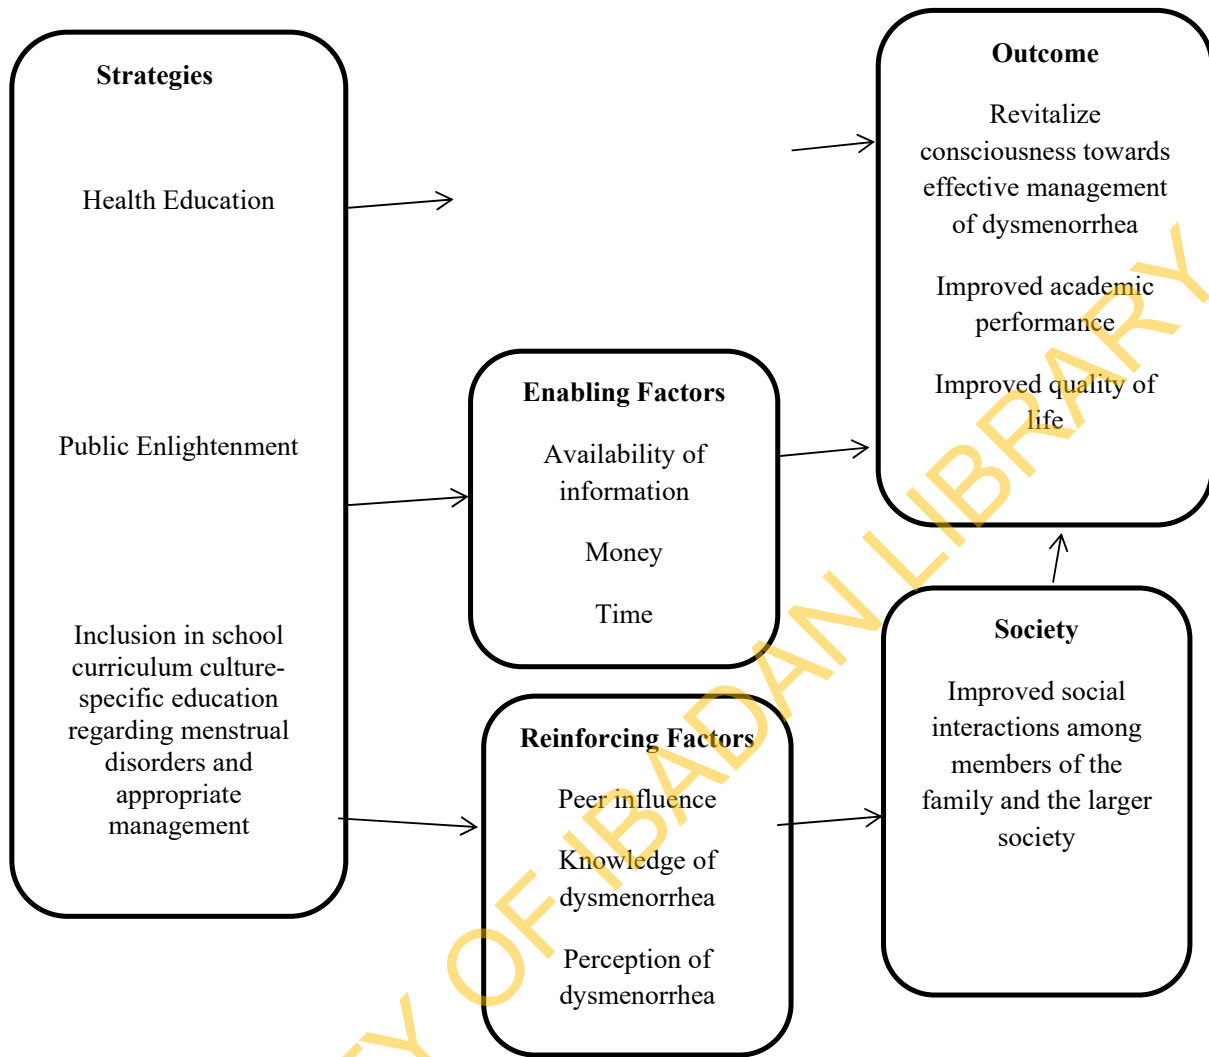 Strategies
Health Education
Public Enlightenment
Inclusion in school
curriculum culture-
specific education
regarding menstrual
disorders and
appropriate
management
Enabling Factors
Availability of
information
Money
Time
Reinforcing Factors
Peer influence
Knowledge of
dysmenorrhea
Perception of
dysmenorrhea
Outcome
Revitalize
consciousness towards
effective management
of dysmenorrhea
Improved academic
performance
Improved quality of
life
Society
Improved social
interactions among
members of the
family and the larger
society
TY OF IBADAN LIBRARY